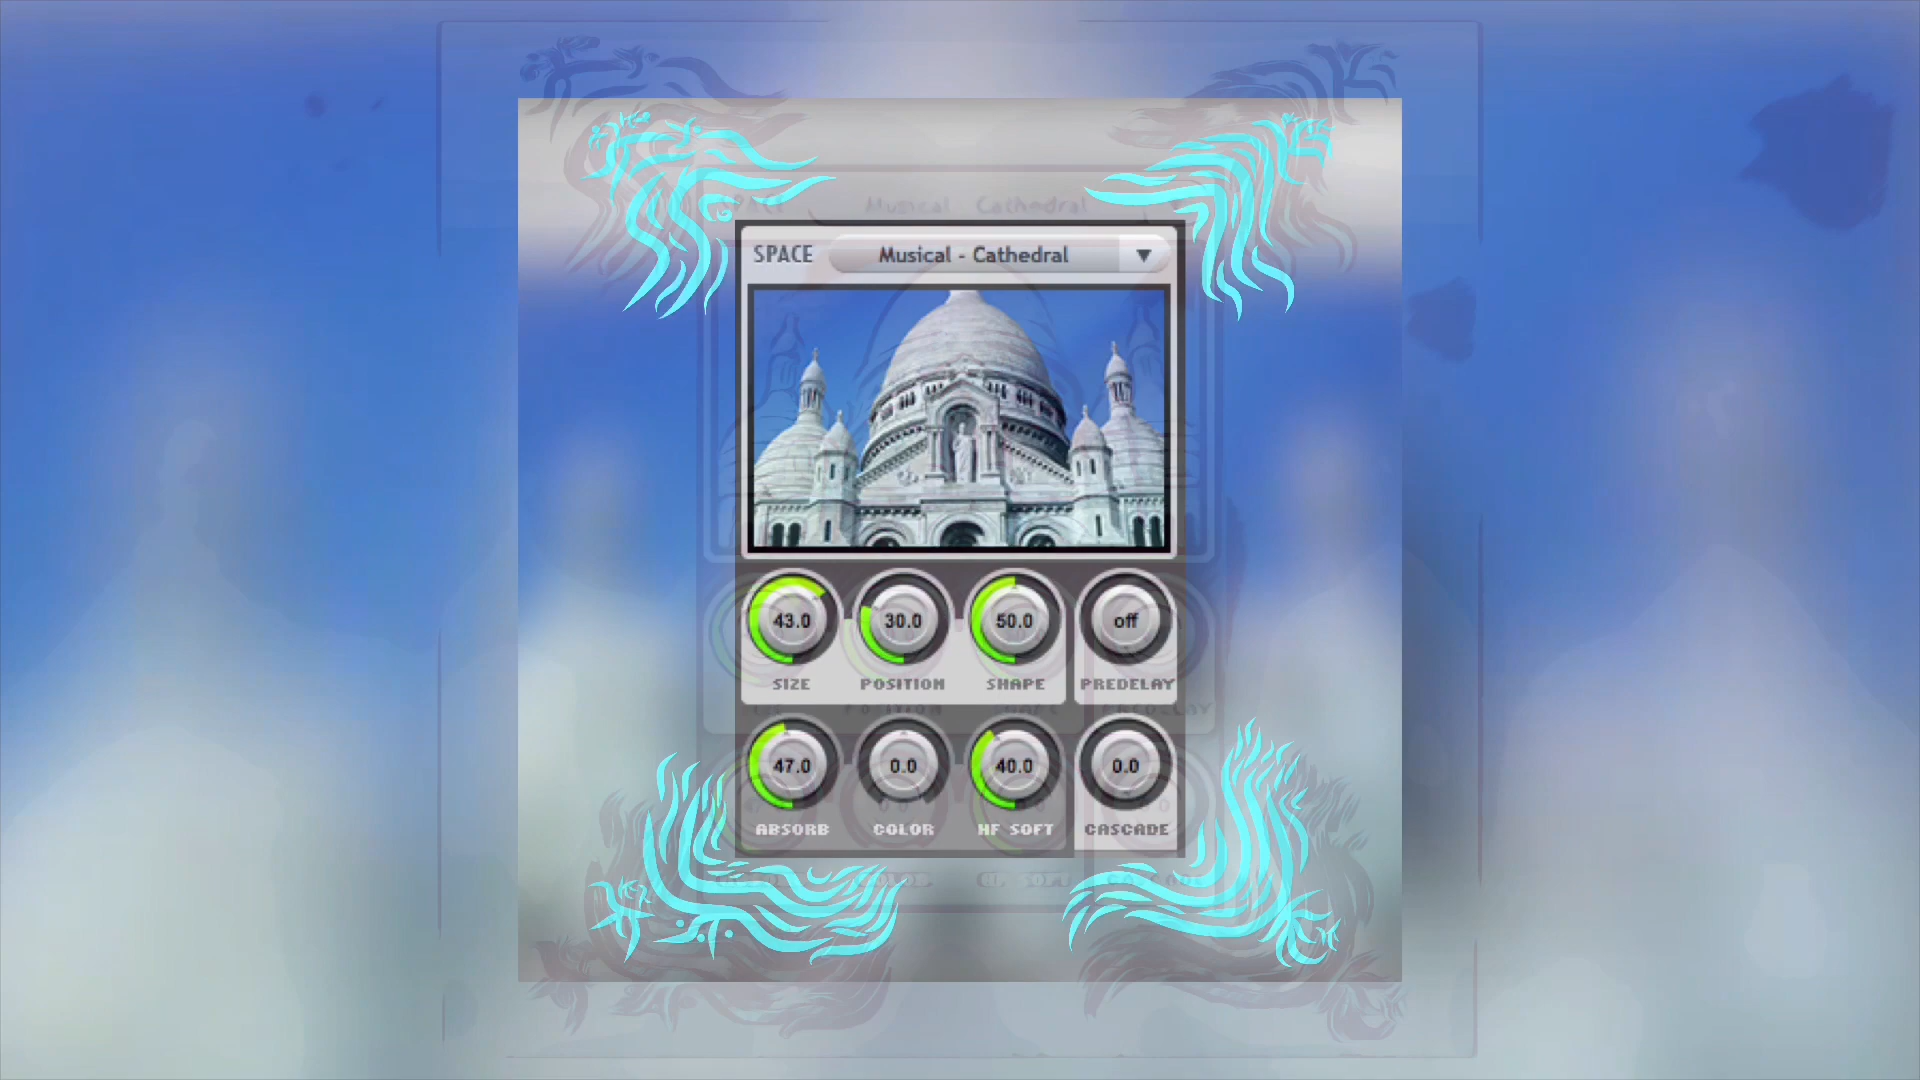 SPACE Musical - Cathedral
43.0 30.0 50.0 off
SIZE POSITION SHAPE PREDELAY
47.0 0.0 40.0 0.0
ABSORB COLOR HF SOFT CASCADE